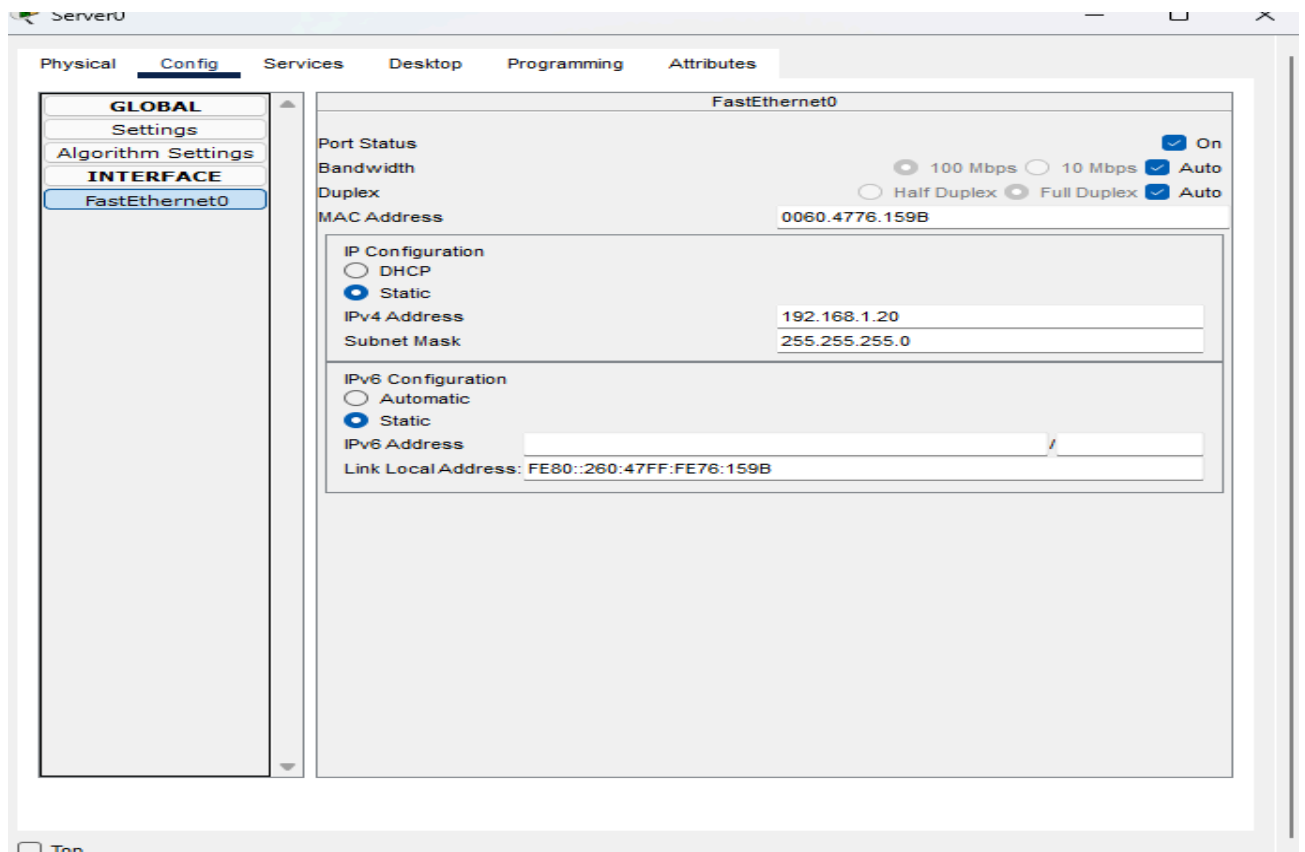 Server0
Physical Config Services Desktop Programming Attributes
GLOBAL
Settings
Algorithm Settings
INTERFACE
FastEthernet0
FastEthernet0
Port Status On
Bandwidth 100 Mbps 10 Mbps Auto
Duplex Half Duplex Full Duplex Auto
MAC Address 0060.4776.159B
IP Configuration
DHCP
Static
IPv4 Address 192.168.1.20
Subnet Mask 255.255.255.0
IPv6 Configuration
Automatic
Static
IPv6 Address /
Link Local Address: FE80::260:47FF:FE76:159B
Top